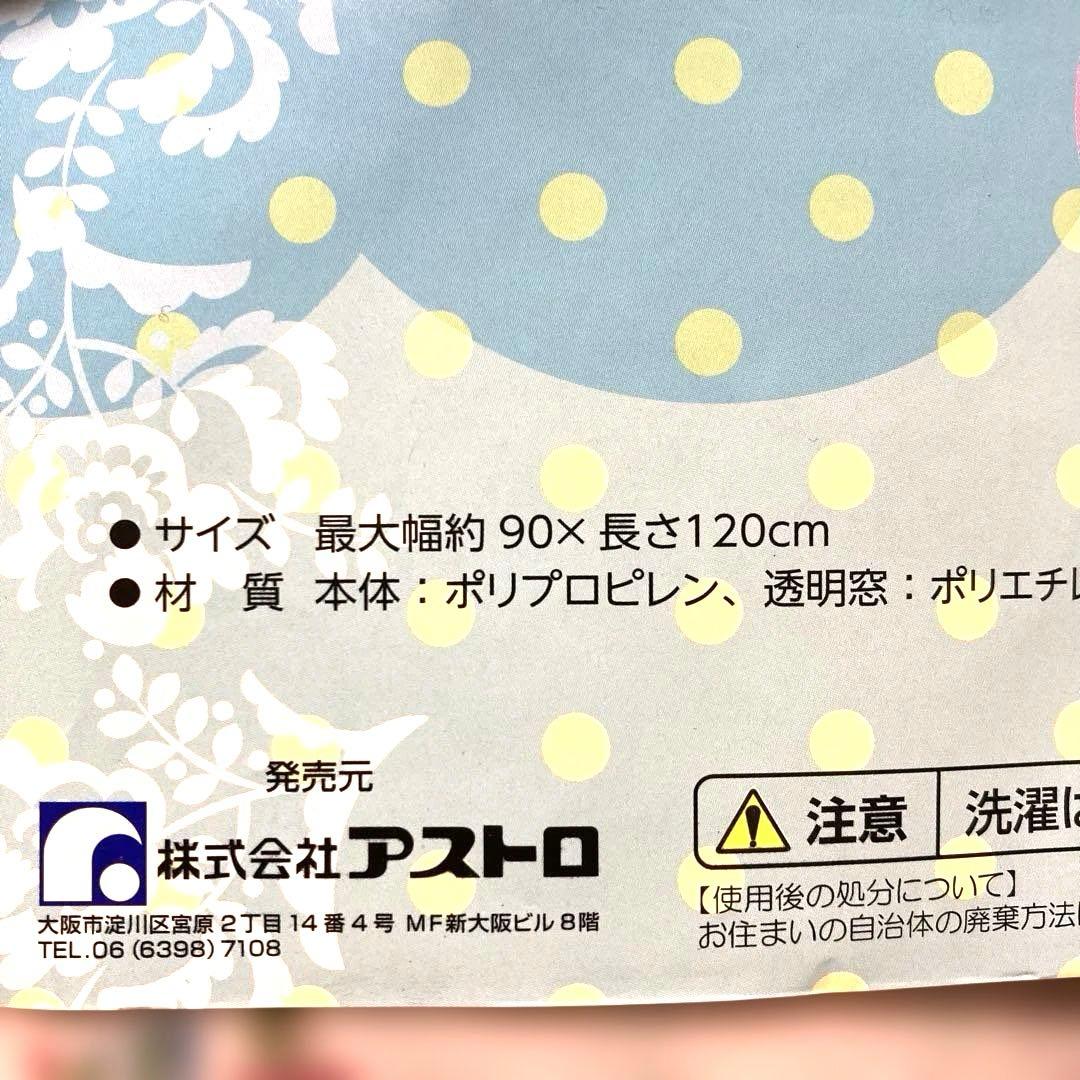 ● サイズ 最大幅約 90× 長さ120cm
● 材 質 本体：ポリプロピレン、透明窓：ポリエチレ
発売元
株式会社アストロ
大阪市淀川区宮原2丁目14番4号 MF新大阪ビル8階
TEL.06(6398)7108
注意 洗濯は
【使用後の処分について】
お住まいの自治体の廃棄方法に